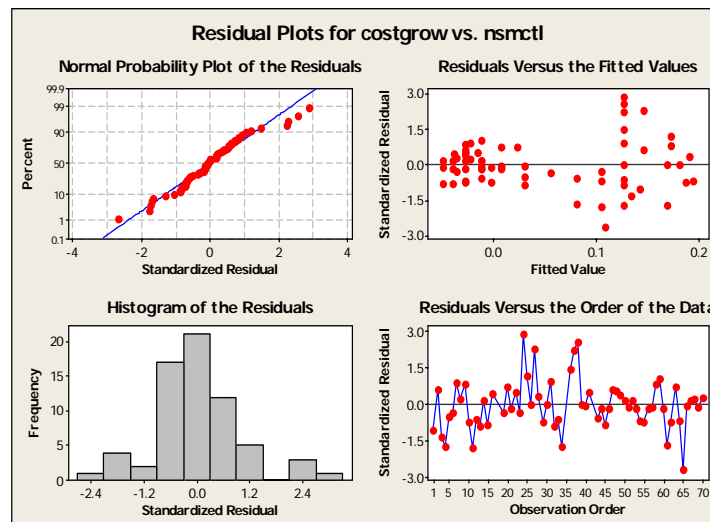 Residual Plots for costgrow vs. nsmctl
Normal Probability Plot of the Residuals
99.9
99
90
50
10
1
0.1
Percent
-4
-2
0
2
4
Standardized Residual
Residuals Versus the Fitted Values
3.0
1.5
0.0
-1.5
-3.0
Standardized Residual
0.0
0.1
0.2
Fitted Value
Histogram of the Residuals
20
15
10
5
0
Frequency
-2.4
-1.2
0.0
1.2
2.4
Standardized Residual
Residuals Versus the Order of the Data
3.0
1.5
0.0
-1.5
-3.0
Standardized Residual
1 5 10 15 20 25 30 35 40 45 50 55 60 65 70
Observation Order